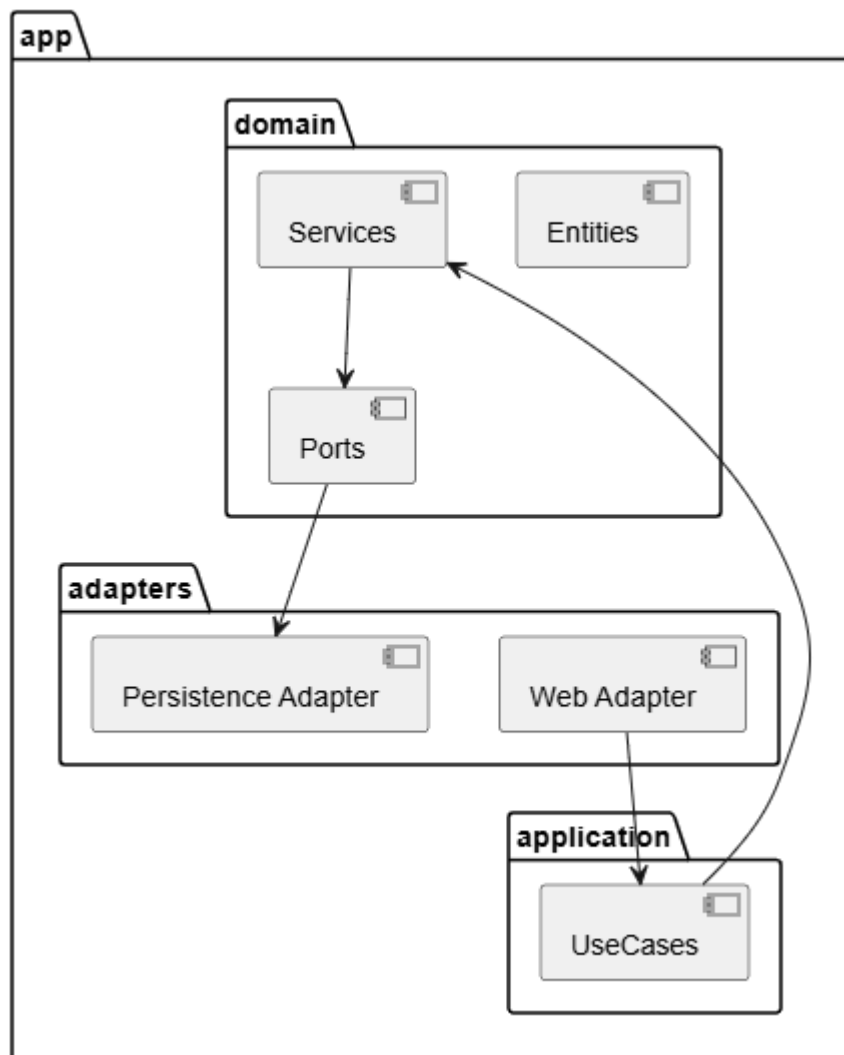 app
domain
Services
Entities
Ports
adapters
Persistence Adapter
Web Adapter
application
UseCases